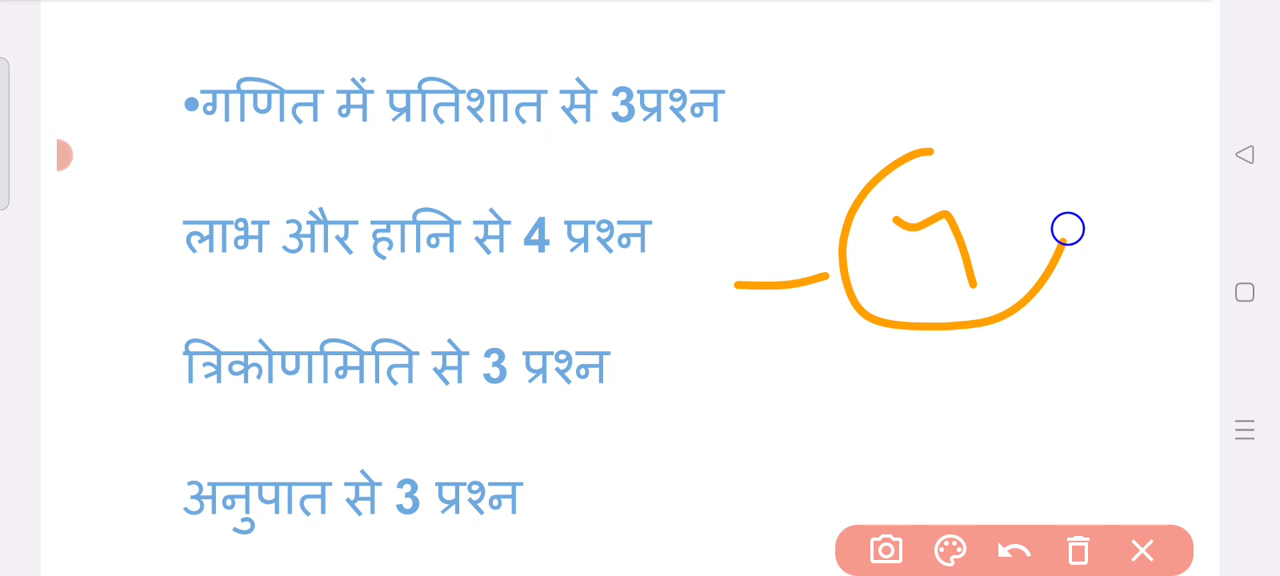 •गणित में प्रतिशात से 3प्रश्न
लाभ और हानि से 4 प्रश्न
त्रिकोणमिति से 3 प्रश्न
अनुपात से 3 प्रश्न